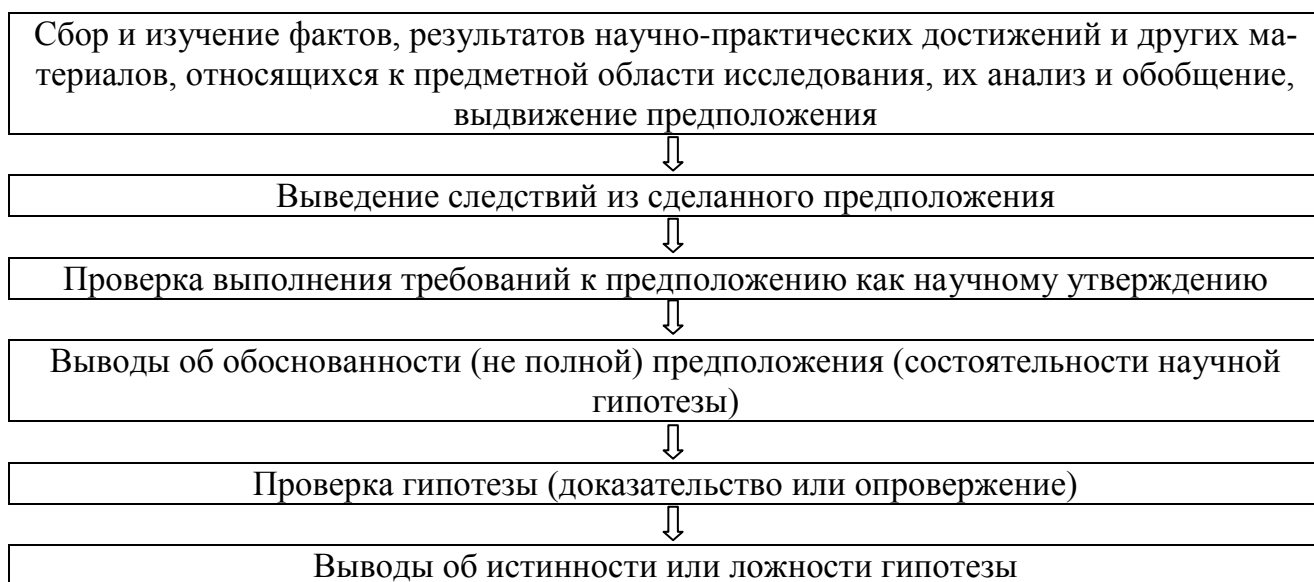 Сбор и изучение фактов, результатов научно-практических достижений и других ма-
териалов, относящихся к предметной области исследования, их анализ и обобщение,
выдвижение предположения
Выведение следствий из сделанного предположения
Проверка выполнения требований к предположению как научному утверждению
Выводы об обоснованности (не полной) предположения (состоятельности научной
гипотезы)
Проверка гипотезы (доказательство или опровержение)
Выводы об истинности или ложности гипотезы